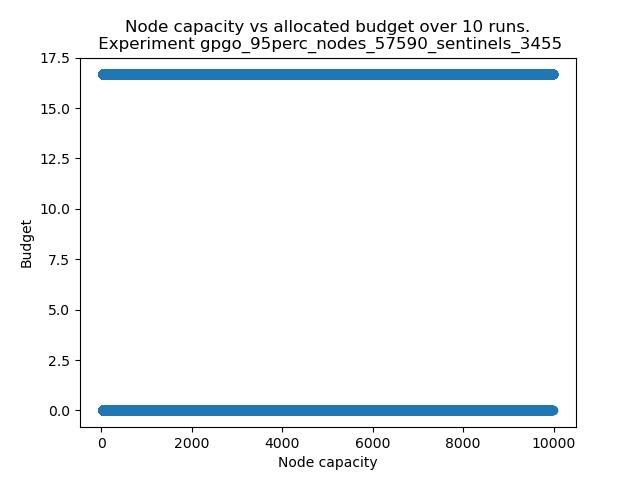 Node capacity vs allocated budget over 10 runs.
Experiment gpgo_95perc_nodes_57590_sentinels_3455
17.5
15.0
12.5
10.0
7.5
5.0
2.5
0.0
Budget
0 2000 4000 6000 8000 10000
Node capacity